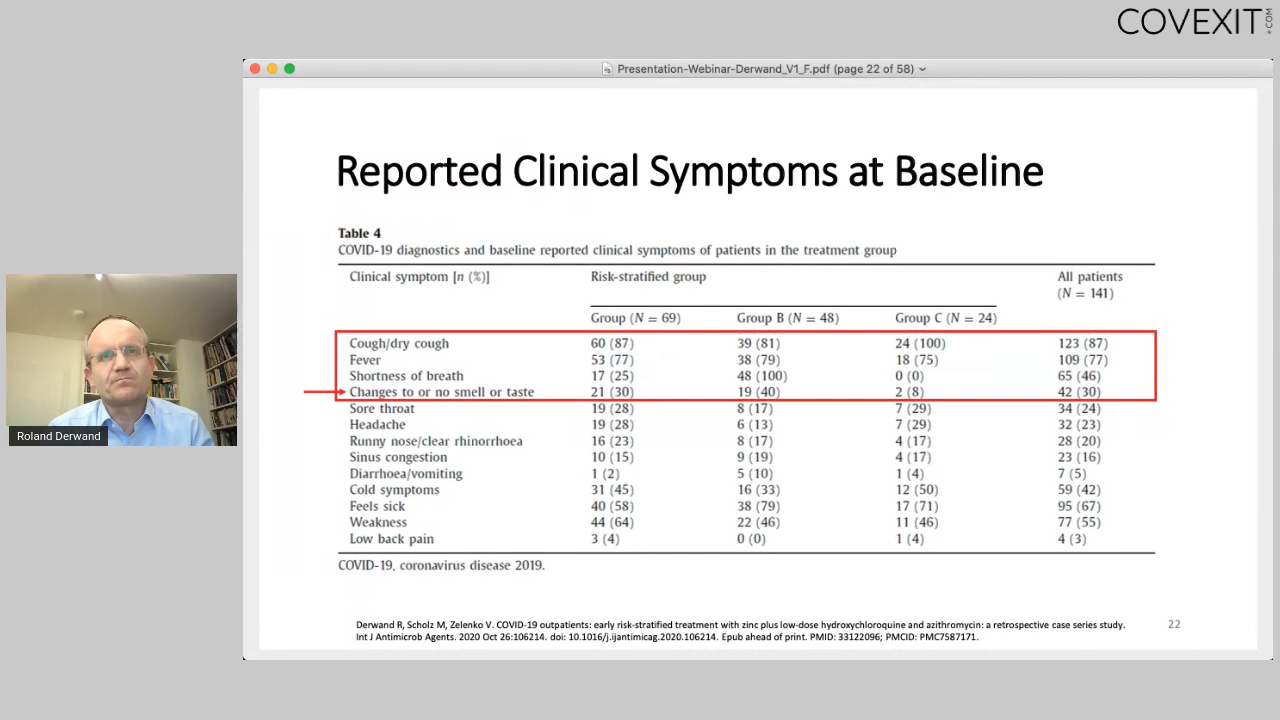 COVEXIT.COM
Presentation-Webinar-Derwand_V1_F.pdf (page 22 of 58)
Reported Clinical Symptoms at Baseline
Table 4
COVID-19 diagnostics and baseline reported clinical symptoms of patients in the treatment group
Clinical symptom [n (%)] Risk-stratified group All patients
(N = 141)
Group (N = 69) Group B (N = 48) Group C (N = 24)
Cough/dry cough 60 (87) 39 (81) 24 (100) 123 (87)
Fever 53 (77) 38 (79) 18 (75) 109 (77)
Shortness of breath 17 (25) 48 (100) 0 (0) 65 (46)
Changes to or no smell or taste 21 (30) 19 (40) 2 (8) 42 (30)
Sore throat 19 (28) 8 (17) 7 (29) 34 (24)
Headache 19 (28) 6 (13) 7 (29) 32 (23)
Runny nose/clear rhinorrhoea 16 (23) 8 (17) 4 (17) 28 (20)
Sinus congestion 10 (15) 9 (19) 4 (17) 23 (16)
Diarrhoea/vomiting 1 (2) 5 (10) 1 (4) 7 (5)
Cold symptoms 31 (45) 16 (33) 12 (50) 59 (42)
Feels sick 40 (58) 38 (79) 17 (71) 95 (67)
Weakness 44 (64) 22 (46) 11 (46) 77 (55)
Low back pain 3 (4) 0 (0) 1 (4) 4 (3)
COVID-19, coronavirus disease 2019.
Derwand R, Scholz M, Zelenko V. COVID-19 outpatients: early risk-stratified treatment with zinc plus low-dose hydroxychloroquine and azithromycin: a retrospective case series study.
Int J Antimicrob Agents. 2020 Oct 26:106214. doi: 10.1016/j.ijantimicag.2020.106214. Epub ahead of print. PMID: 33122096; PMCID: PMC7587171.
22
Roland Derwand